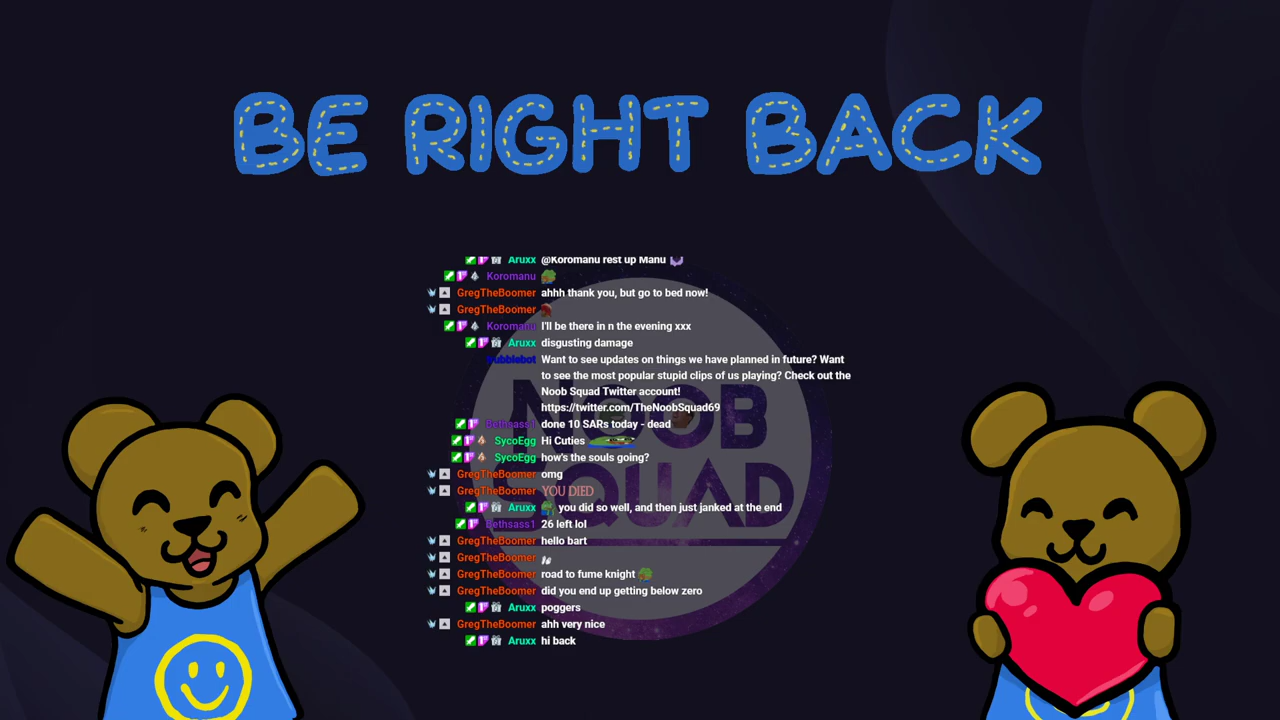 BE RIGHT BACK
Aruxx @Koromanu rest up Manu
Koromanu
GregTheBoomer ahhh thank you, but go to bed now!
GregTheBoomer
Koromanu I'll be there in n the evening xxx
Aruxx disgusting damage
Bubblebot Want to see updates on things we have planned in future? Want
to see the most popular stupid clips of us playing? Check out the
Noob Squad Twitter account!
https://twitter.com/TheNoobSquad69
Bethsass1 done 10 SARs today - dead
SycoEgg Hi Cuties
SycoEgg how's the souls going?
GregTheBoomer omg
GregTheBoomer YOU DIED
Aruxx you did so well, and then just janked at the end
Bethsass1 26 left lol
GregTheBoomer hello bart
GregTheBoomer
GregTheBoomer road to fume knight
GregTheBoomer did you end up getting below zero
Aruxx poggers
GregTheBoomer ahh very nice
Aruxx hi back
NOOB
SQUAD